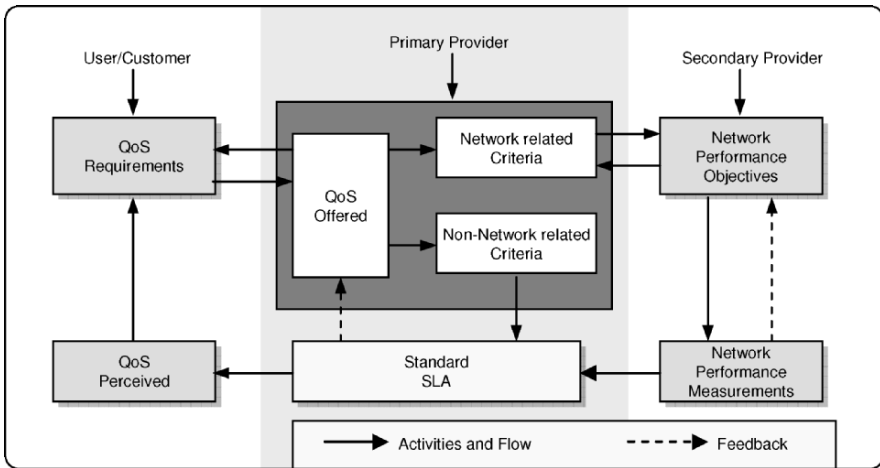 User/Customer
Primary Provider
Secondary Provider
QoS
Requirements
QoS
Offered
Network related
Criteria
Non-Network related
Criteria
Network
Performance
Objectives
QoS
Perceived
Standard
SLA
Network
Performance
Measurements
Activities and Flow
Feedback